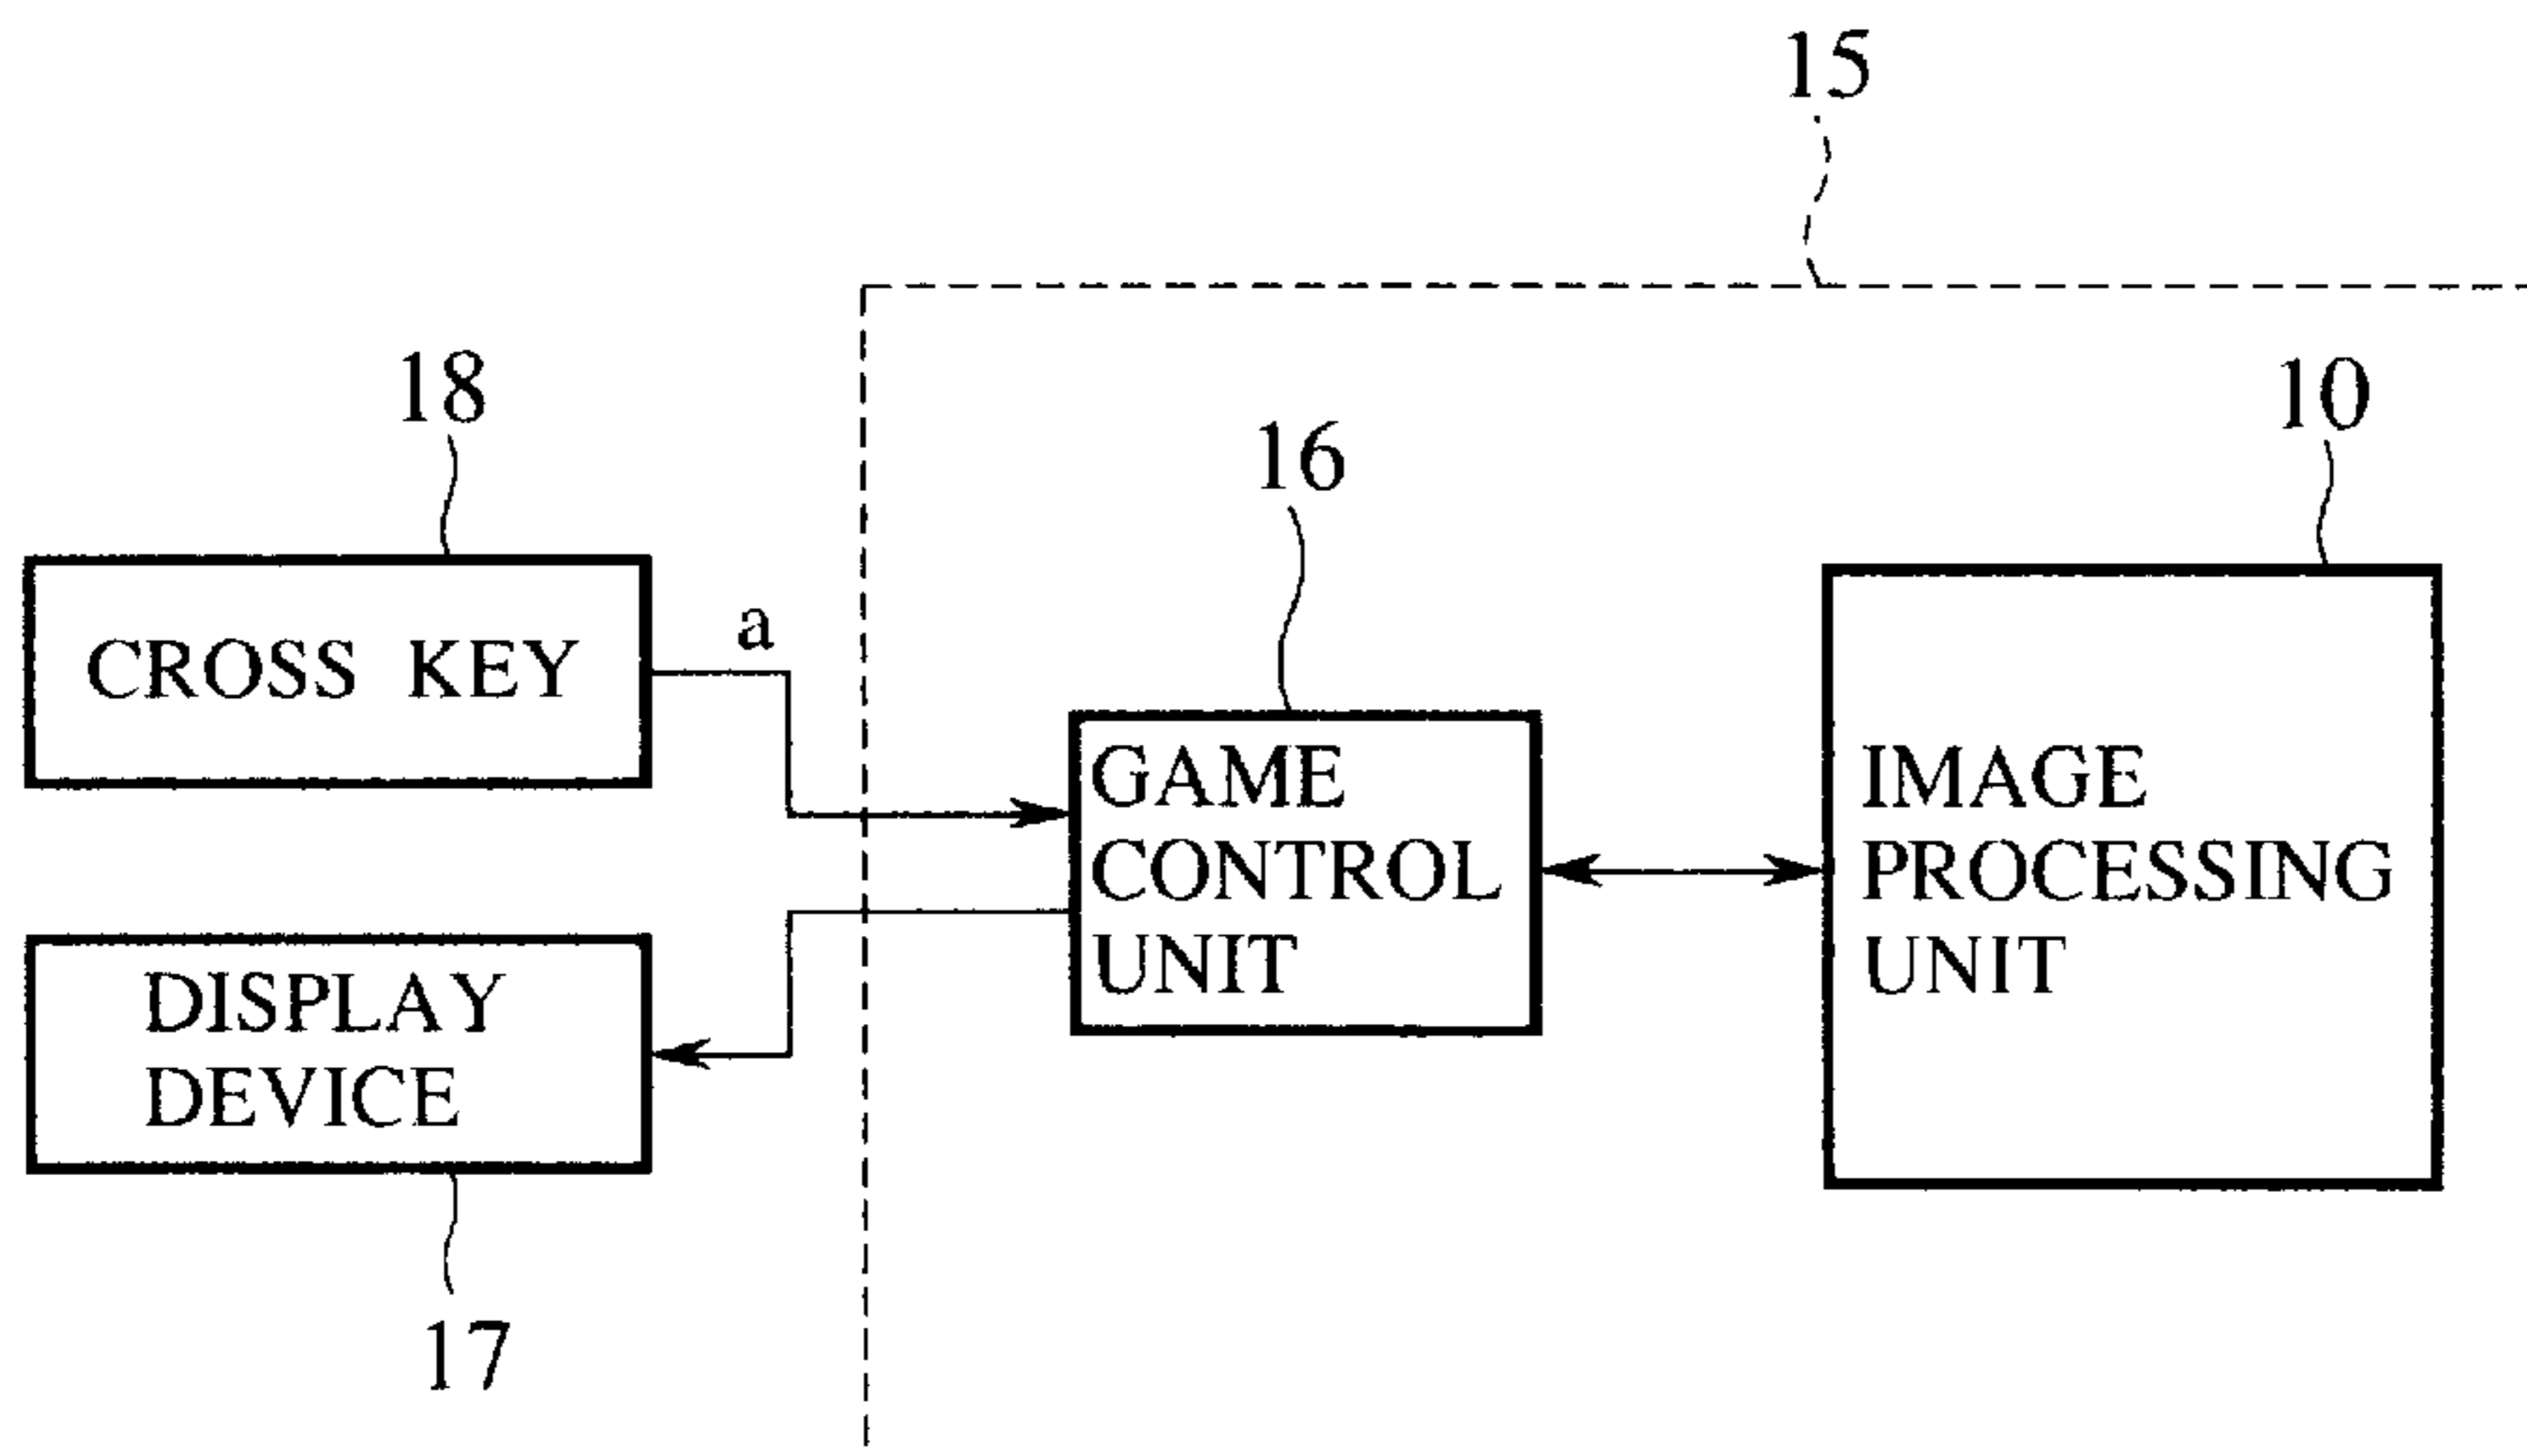 15
18
10
16
CROSS KEY
a
GAME
CONTROL
UNIT
IMAGE
PROCESSING
UNIT
DISPLAY
DEVICE
17